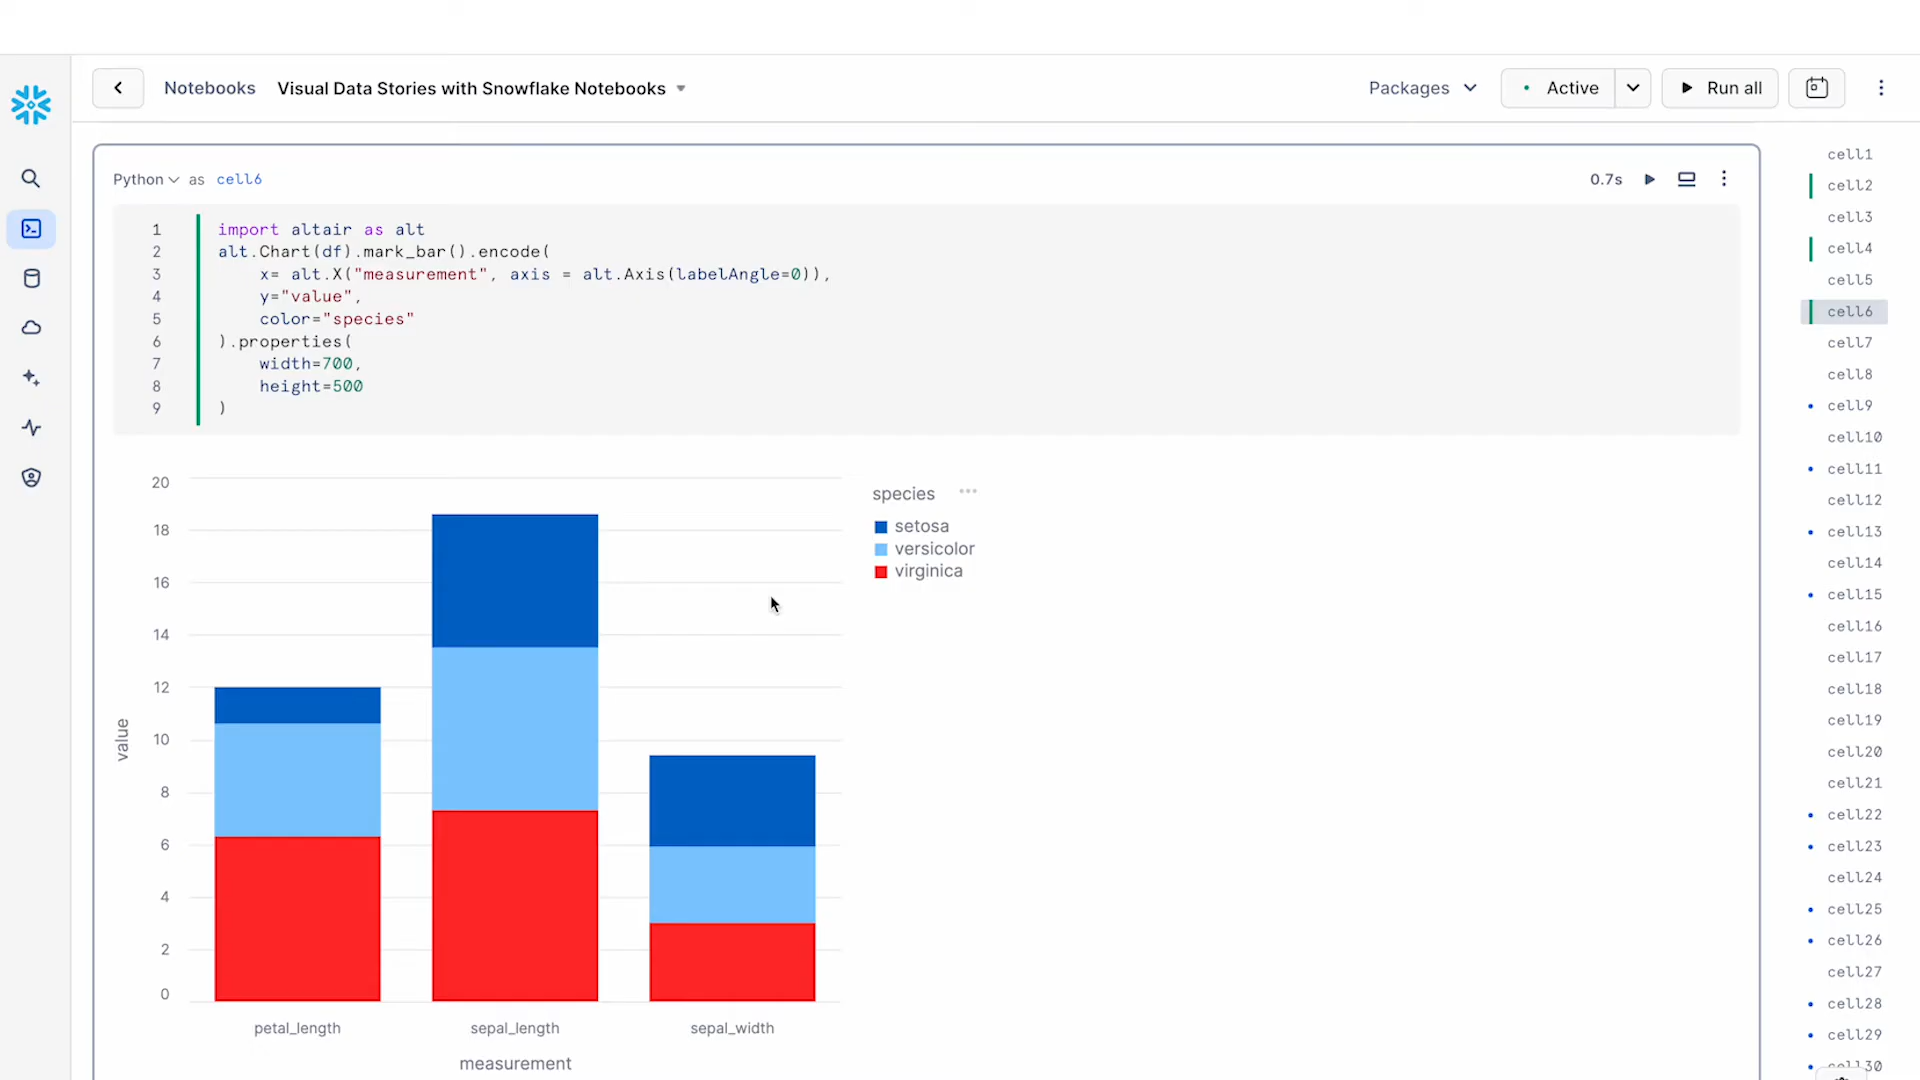 Notebooks Visual Data Stories with Snowflake Notebooks Packages Active Run all
Python as cell6 0.7s
1 import altair as alt
2 alt.Chart(df).mark_bar().encode(
3 x= alt.X("measurement", axis = alt.Axis(labelAngle=0)),
4 y="value",
5 color="species"
6 ).properties(
7 width=700,
8 height=500
9 )
20
18
16
14
12
10
8
6
4
2
0
value
petal_length sepal_length sepal_width
measurement
species
setosa
versicolor
virginica
cell1
cell2
cell3
cell4
cell5
cell6
cell7
cell8
cell9
cell10
cell11
cell12
cell13
cell14
cell15
cell16
cell17
cell18
cell19
cell20
cell21
cell22
cell23
cell24
cell25
cell26
cell27
cell28
cell29
cell30